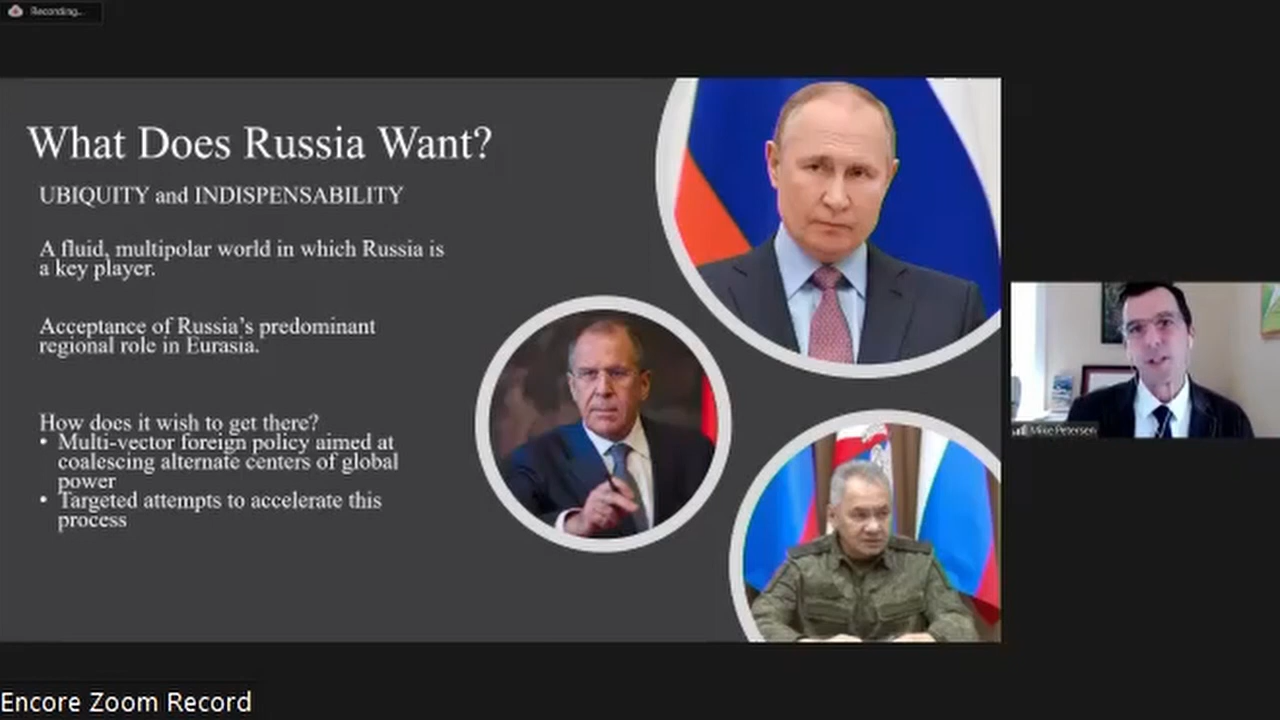 Recording...
What Does Russia Want?
UBIQUITY and INDISPENSABILITY
A fluid, multipolar world in which Russia is
a key player.
Acceptance of Russia's predominant
regional role in Eurasia.
How does it wish to get there?
• Multi-vector foreign policy aimed at
coalescing alternate centers of global
power
• Targeted attempts to accelerate this
process
Mike Petersen
Encore Zoom Record